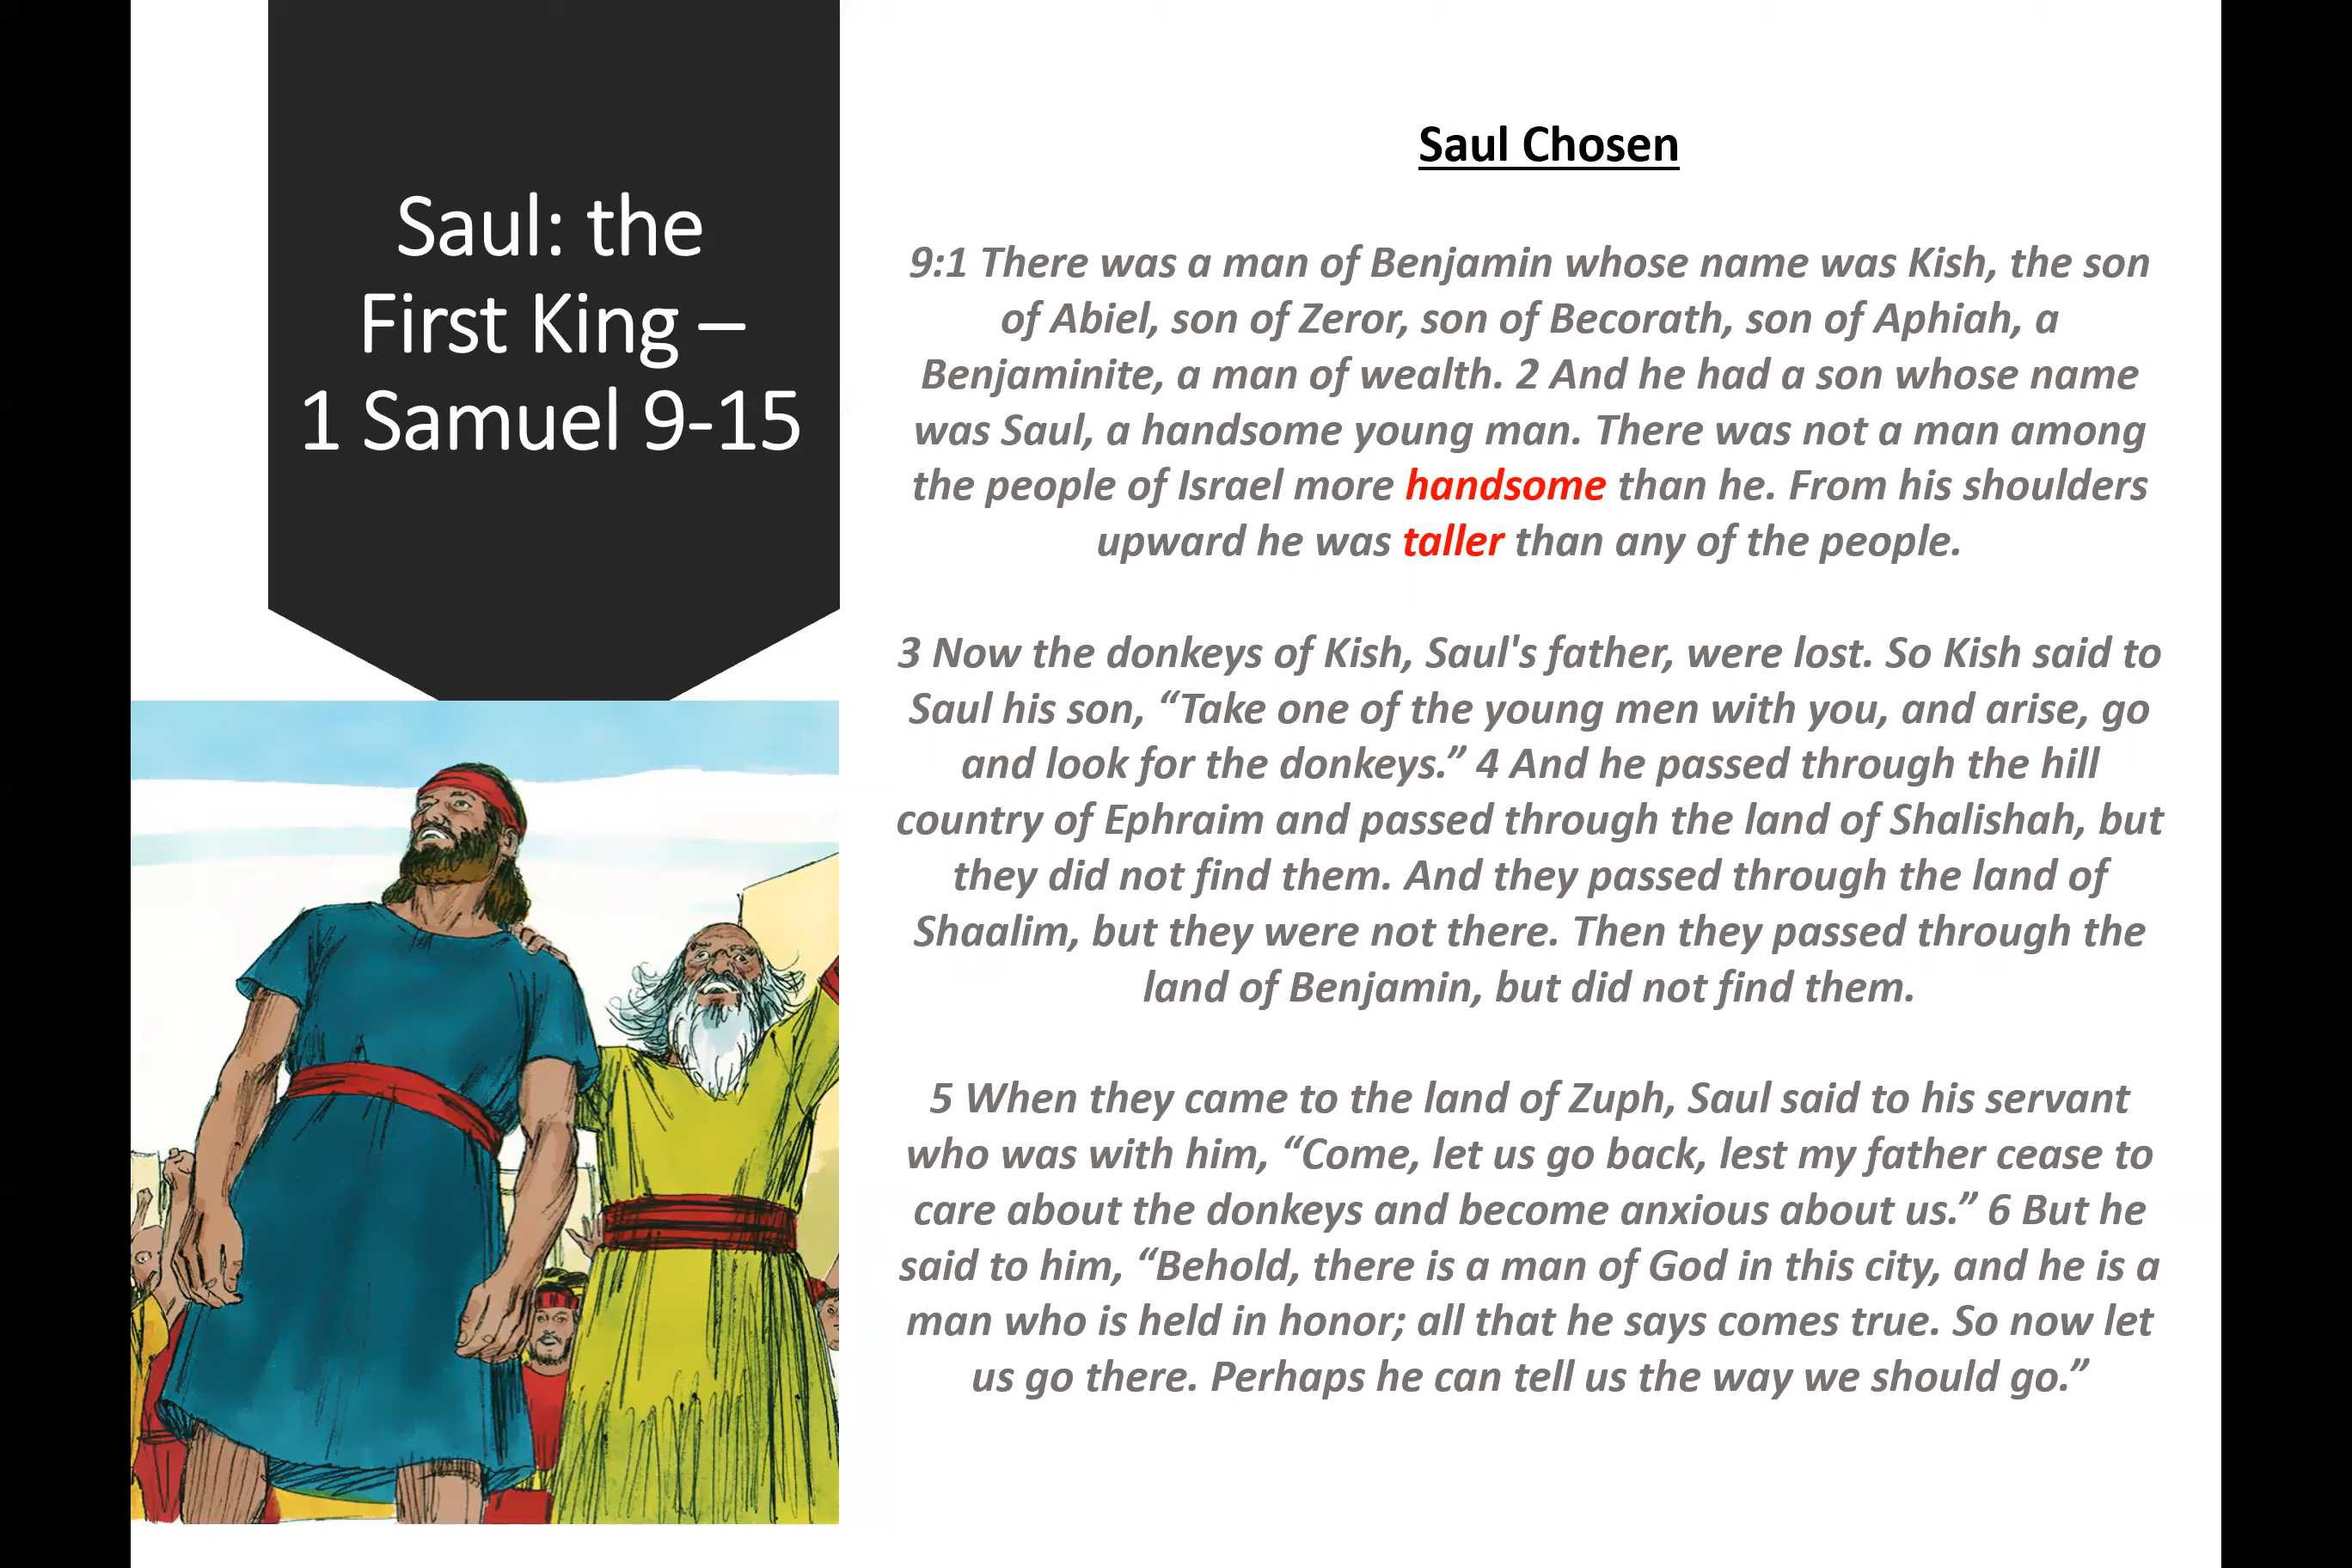 Saul: the
First King –
1 Samuel 9-15
Saul Chosen
9:1 There was a man of Benjamin whose name was Kish, the son
of Abiel, son of Zeror, son of Becorath, son of Aphiah, a
Benjaminite, a man of wealth. 2 And he had a son whose name
was Saul, a handsome young man. There was not a man among
the people of Israel more handsome than he. From his shoulders
upward he was taller than any of the people.
3 Now the donkeys of Kish, Saul's father, were lost. So Kish said to
Saul his son, “Take one of the young men with you, and arise, go
and look for the donkeys.” 4 And he passed through the hill
country of Ephraim and passed through the land of Shalishah, but
they did not find them. And they passed through the land of
Shaalim, but they were not there. Then they passed through the
land of Benjamin, but did not find them.
5 When they came to the land of Zuph, Saul said to his servant
who was with him, “Come, let us go back, lest my father cease to
care about the donkeys and become anxious about us.” 6 But he
said to him, “Behold, there is a man of God in this city, and he is a
man who is held in honor; all that he says comes true. So now let
us go there. Perhaps he can tell us the way we should go.”